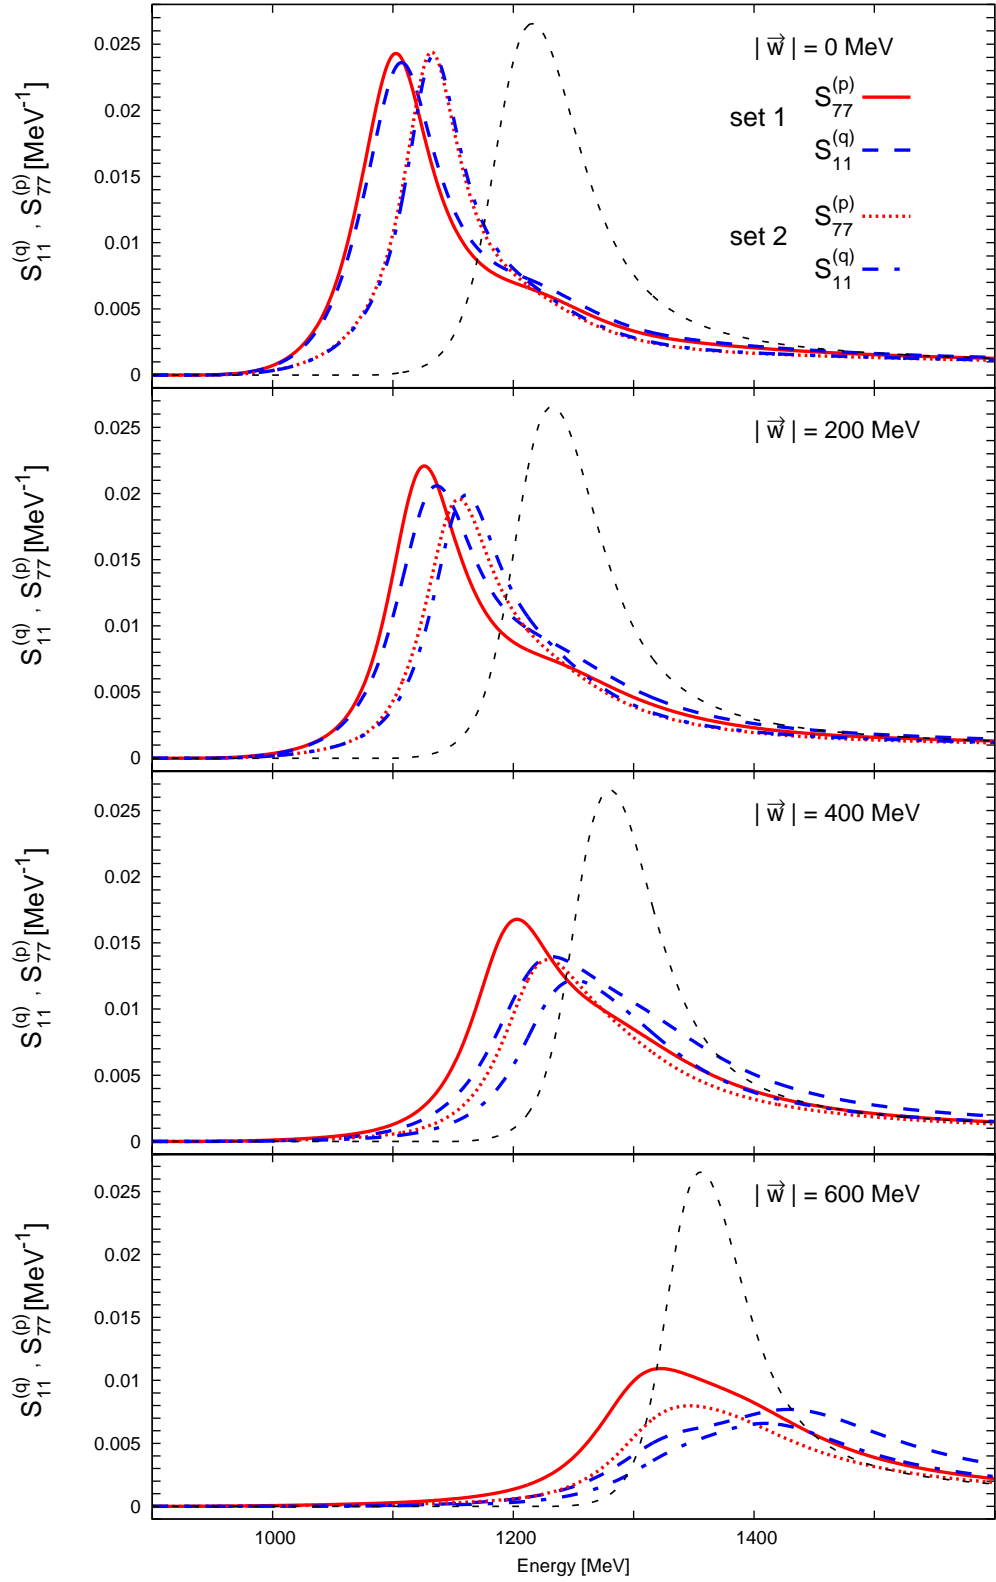 | w⃗ | = 0 MeV
set 1
S₇₇⁽ᵖ⁾
S₁₁⁽q⁾
set 2
S₇₇⁽ᵖ⁾
S₁₁⁽q⁾
S₁₁⁽q⁾ , S₇₇⁽ᵖ⁾ [MeV⁻¹]
0.025
0.02
0.015
0.01
0.005
0
| w⃗ | = 200 MeV
S₁₁⁽q⁾ , S₇₇⁽ᵖ⁾ [MeV⁻¹]
0.025
0.02
0.015
0.01
0.005
0
| w⃗ | = 400 MeV
S₁₁⁽q⁾ , S₇₇⁽ᵖ⁾ [MeV⁻¹]
0.025
0.02
0.015
0.01
0.005
0
| w⃗ | = 600 MeV
S₁₁⁽q⁾ , S₇₇⁽ᵖ⁾ [MeV⁻¹]
0.025
0.02
0.015
0.01
0.005
0
1000 1200 1400
Energy [MeV]